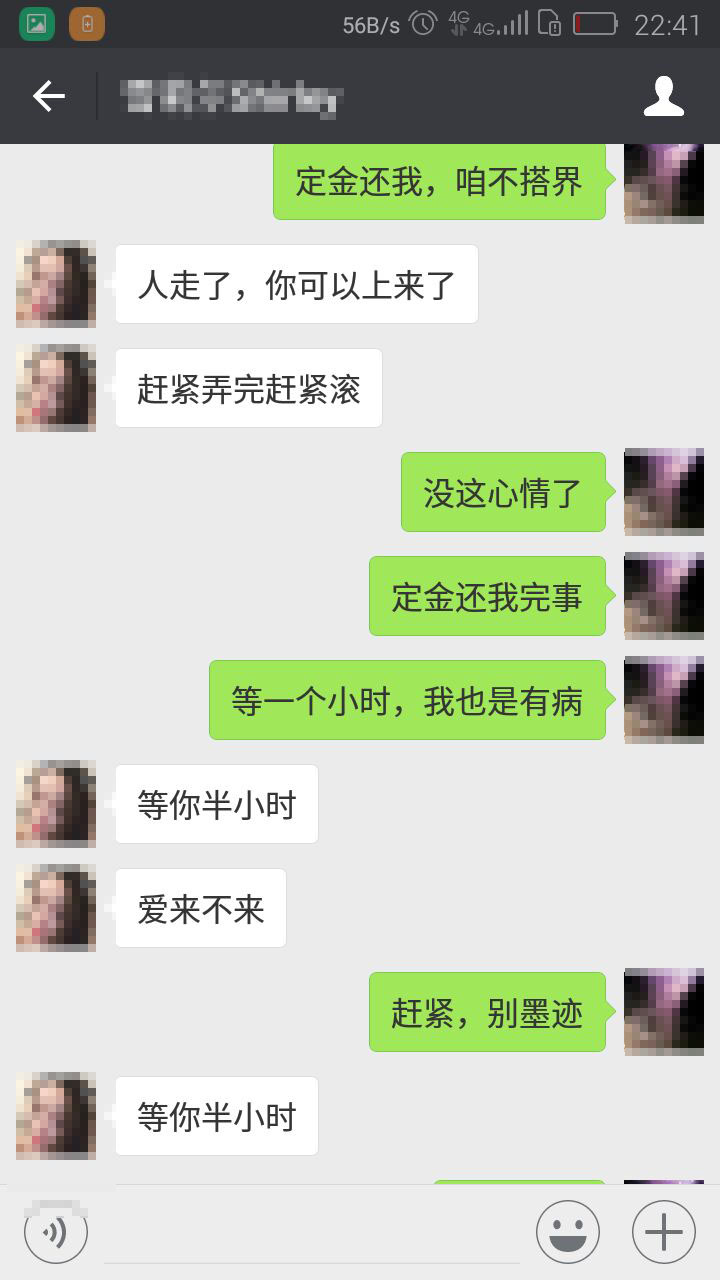 56B/s 4G 4G 22:41
定金还我，咱不搭界
人走了，你可以上来了
赶紧弄完赶紧滚
没这心情了
定金还我完事
等一个小时，我也是有病
等你半小时
爱来不来
赶紧，别墨迹
等你半小时